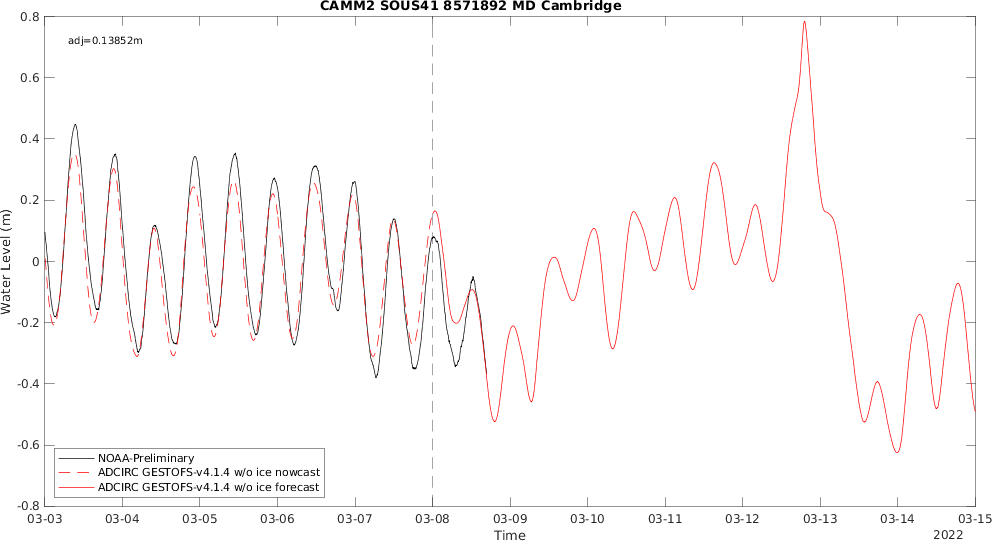 CAMM2 SOUS41 8571892 MD Cambridge
adj=0.13852m
0.8
0.6
0.4
0.2
0
-0.2
-0.4
-0.6
-0.8
Water Level (m)
NOAA-Preliminary
ADCIRC GESTOFS-v4.1.4 w/o ice nowcast
ADCIRC GESTOFS-v4.1.4 w/o ice forecast
03-03 03-04 03-05 03-06 03-07 03-08 03-09 03-10 03-11 03-12 03-13 03-14 03-15
Time
2022